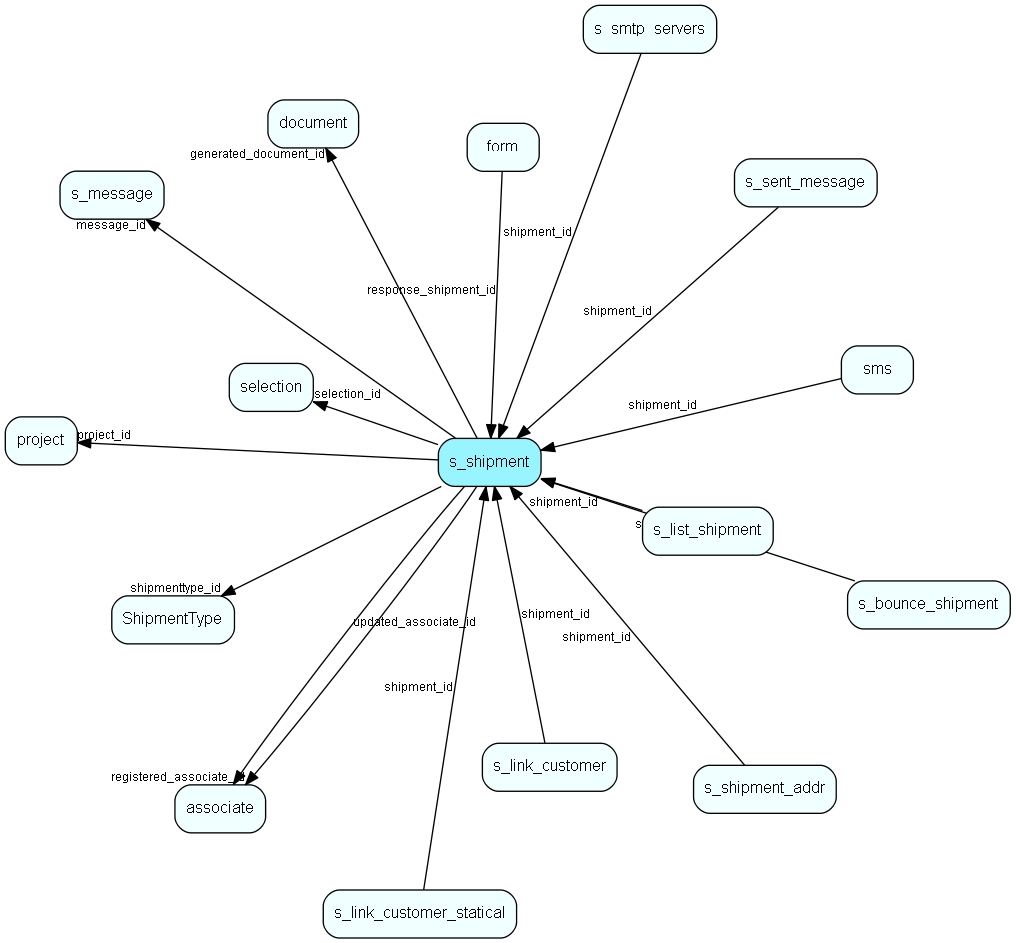 s_smtp_servers
document
form
generated_document_id
s_sent_message
s_message
message_id
shipment_id
response_shipment_id
shipment_id
sms
selection
selection_id
shipment_id
project
project_id
s_shipment
shipment_id
s
s_list_shipment
shipmenttype_id
s_bounce_shipment
ShipmentType
updated_associate_id
shipment_id
shipment_id
shipment_id
registered_associate_id
s_link_customer
s_shipment_addr
associate
s_link_customer_statical